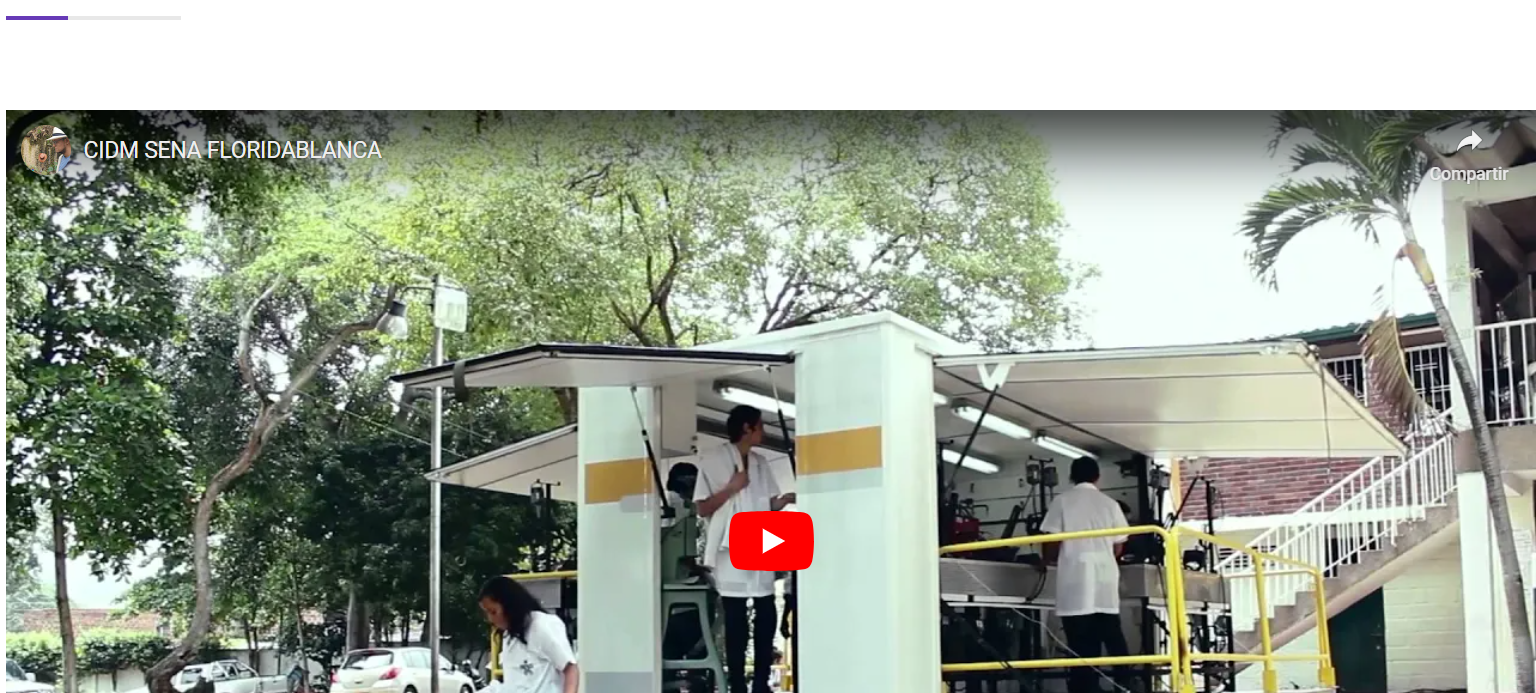 CIDM SENA FLORIDABLANCA
Compartir